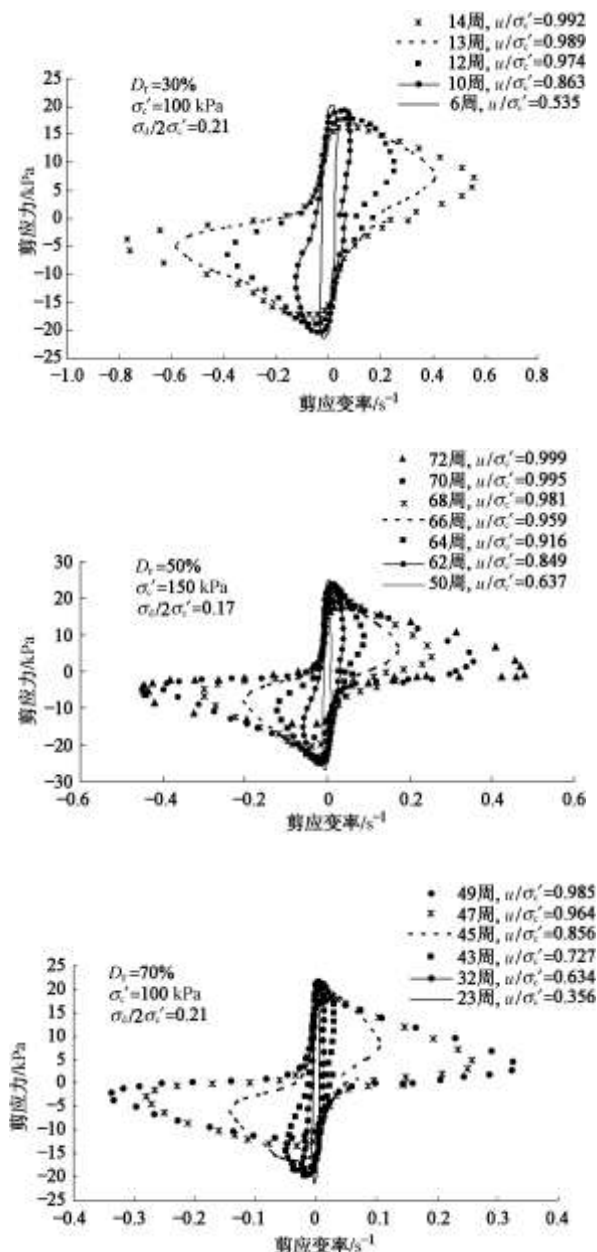 14周, u/σc′=0.992
13周, u/σc′=0.989
12周, u/σc′=0.974
10周, u/σc′=0.863
6周, u/σc′=0.535
Dr=30%
σc′=100 kPa
σd/2σc′=0.21
25
20
15
10
5
0
−5
−10
−15
−20
−25
剪应力/kPa
−1.0 −0.8 −0.6 −0.4 −0.2 0 0.2 0.4 0.6 0.8
剪应变率/s⁻¹
72周, u/σc′=0.999
70周, u/σc′=0.995
68周, u/σc′=0.981
66周, u/σc′=0.959
64周, u/σc′=0.916
62周, u/σc′=0.849
50周, u/σc′=0.637
Dr=50%
σc′=150 kPa
σd/2σc′=0.17
30
20
10
0
−10
−20
−30
剪应力/kPa
−0.6 −0.4 −0.2 0 0.2 0.4 0.6
剪应变率/s⁻¹
49周, u/σc′=0.985
47周, u/σc′=0.964
45周, u/σc′=0.856
43周, u/σc′=0.727
32周, u/σc′=0.634
23周, u/σc′=0.356
Dr=70%
σc′=100 kPa
σd/2σc′=0.21
25
20
15
10
5
0
−5
−10
−15
−20
−25
剪应力/kPa
−0.4 −0.3 −0.2 −0.1 0 0.1 0.2 0.3 0.4
剪应变率/s⁻¹